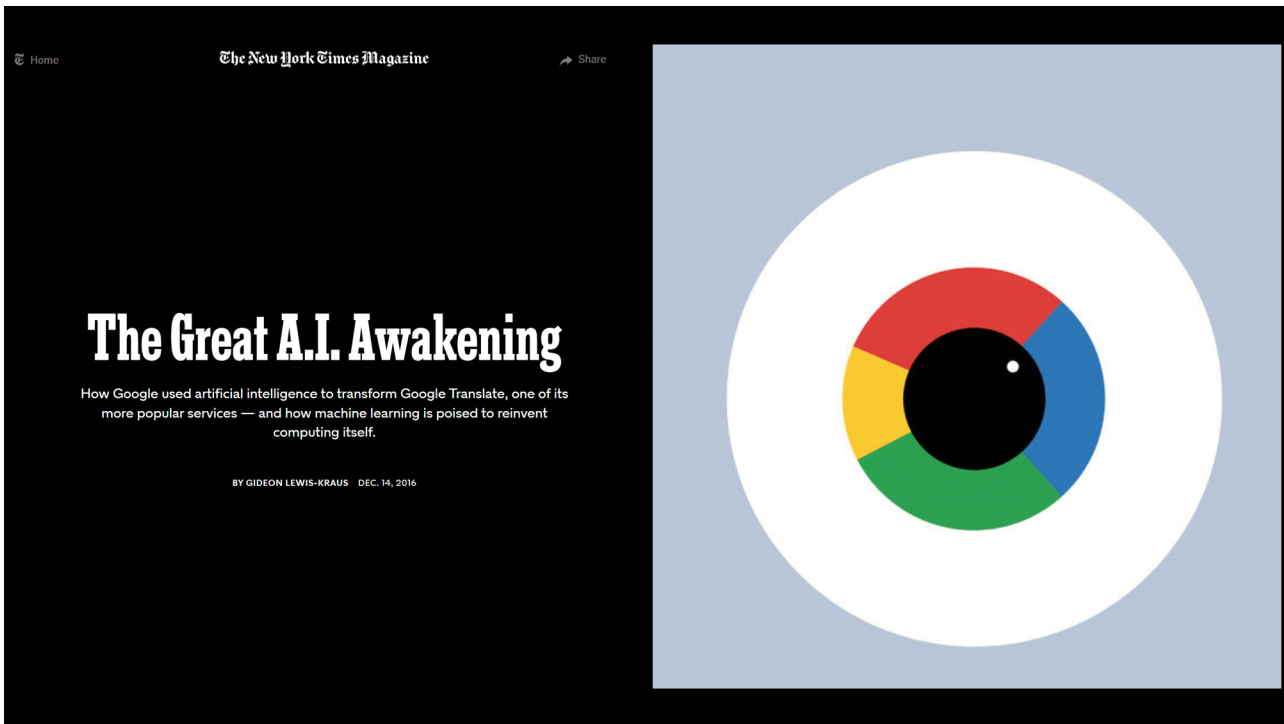 Home
The New York Times Magazine
Share
The Great A.I. Awakening
How Google used artificial intelligence to transform Google Translate, one of its
more popular services — and how machine learning is poised to reinvent
computing itself.
BY GIDEON LEWIS-KRAUS DEC. 14, 2016